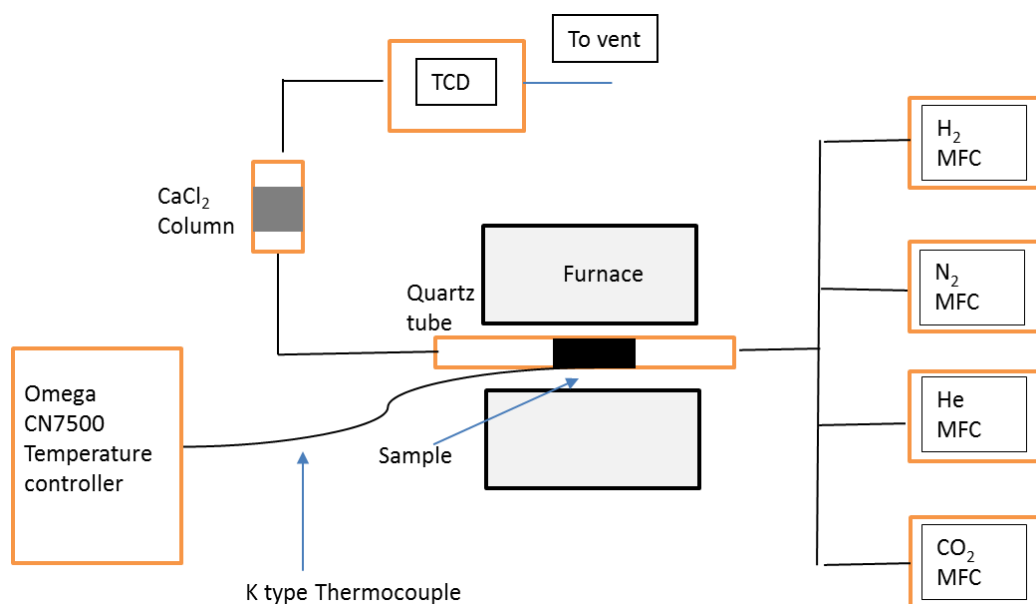 To vent
TCD
H₂
MFC
CaCl₂
Column
N₂
MFC
Furnace
Quartz
tube
Omega
CN7500
Temperature
controller
He
MFC
Sample
CO₂
MFC
K type Thermocouple